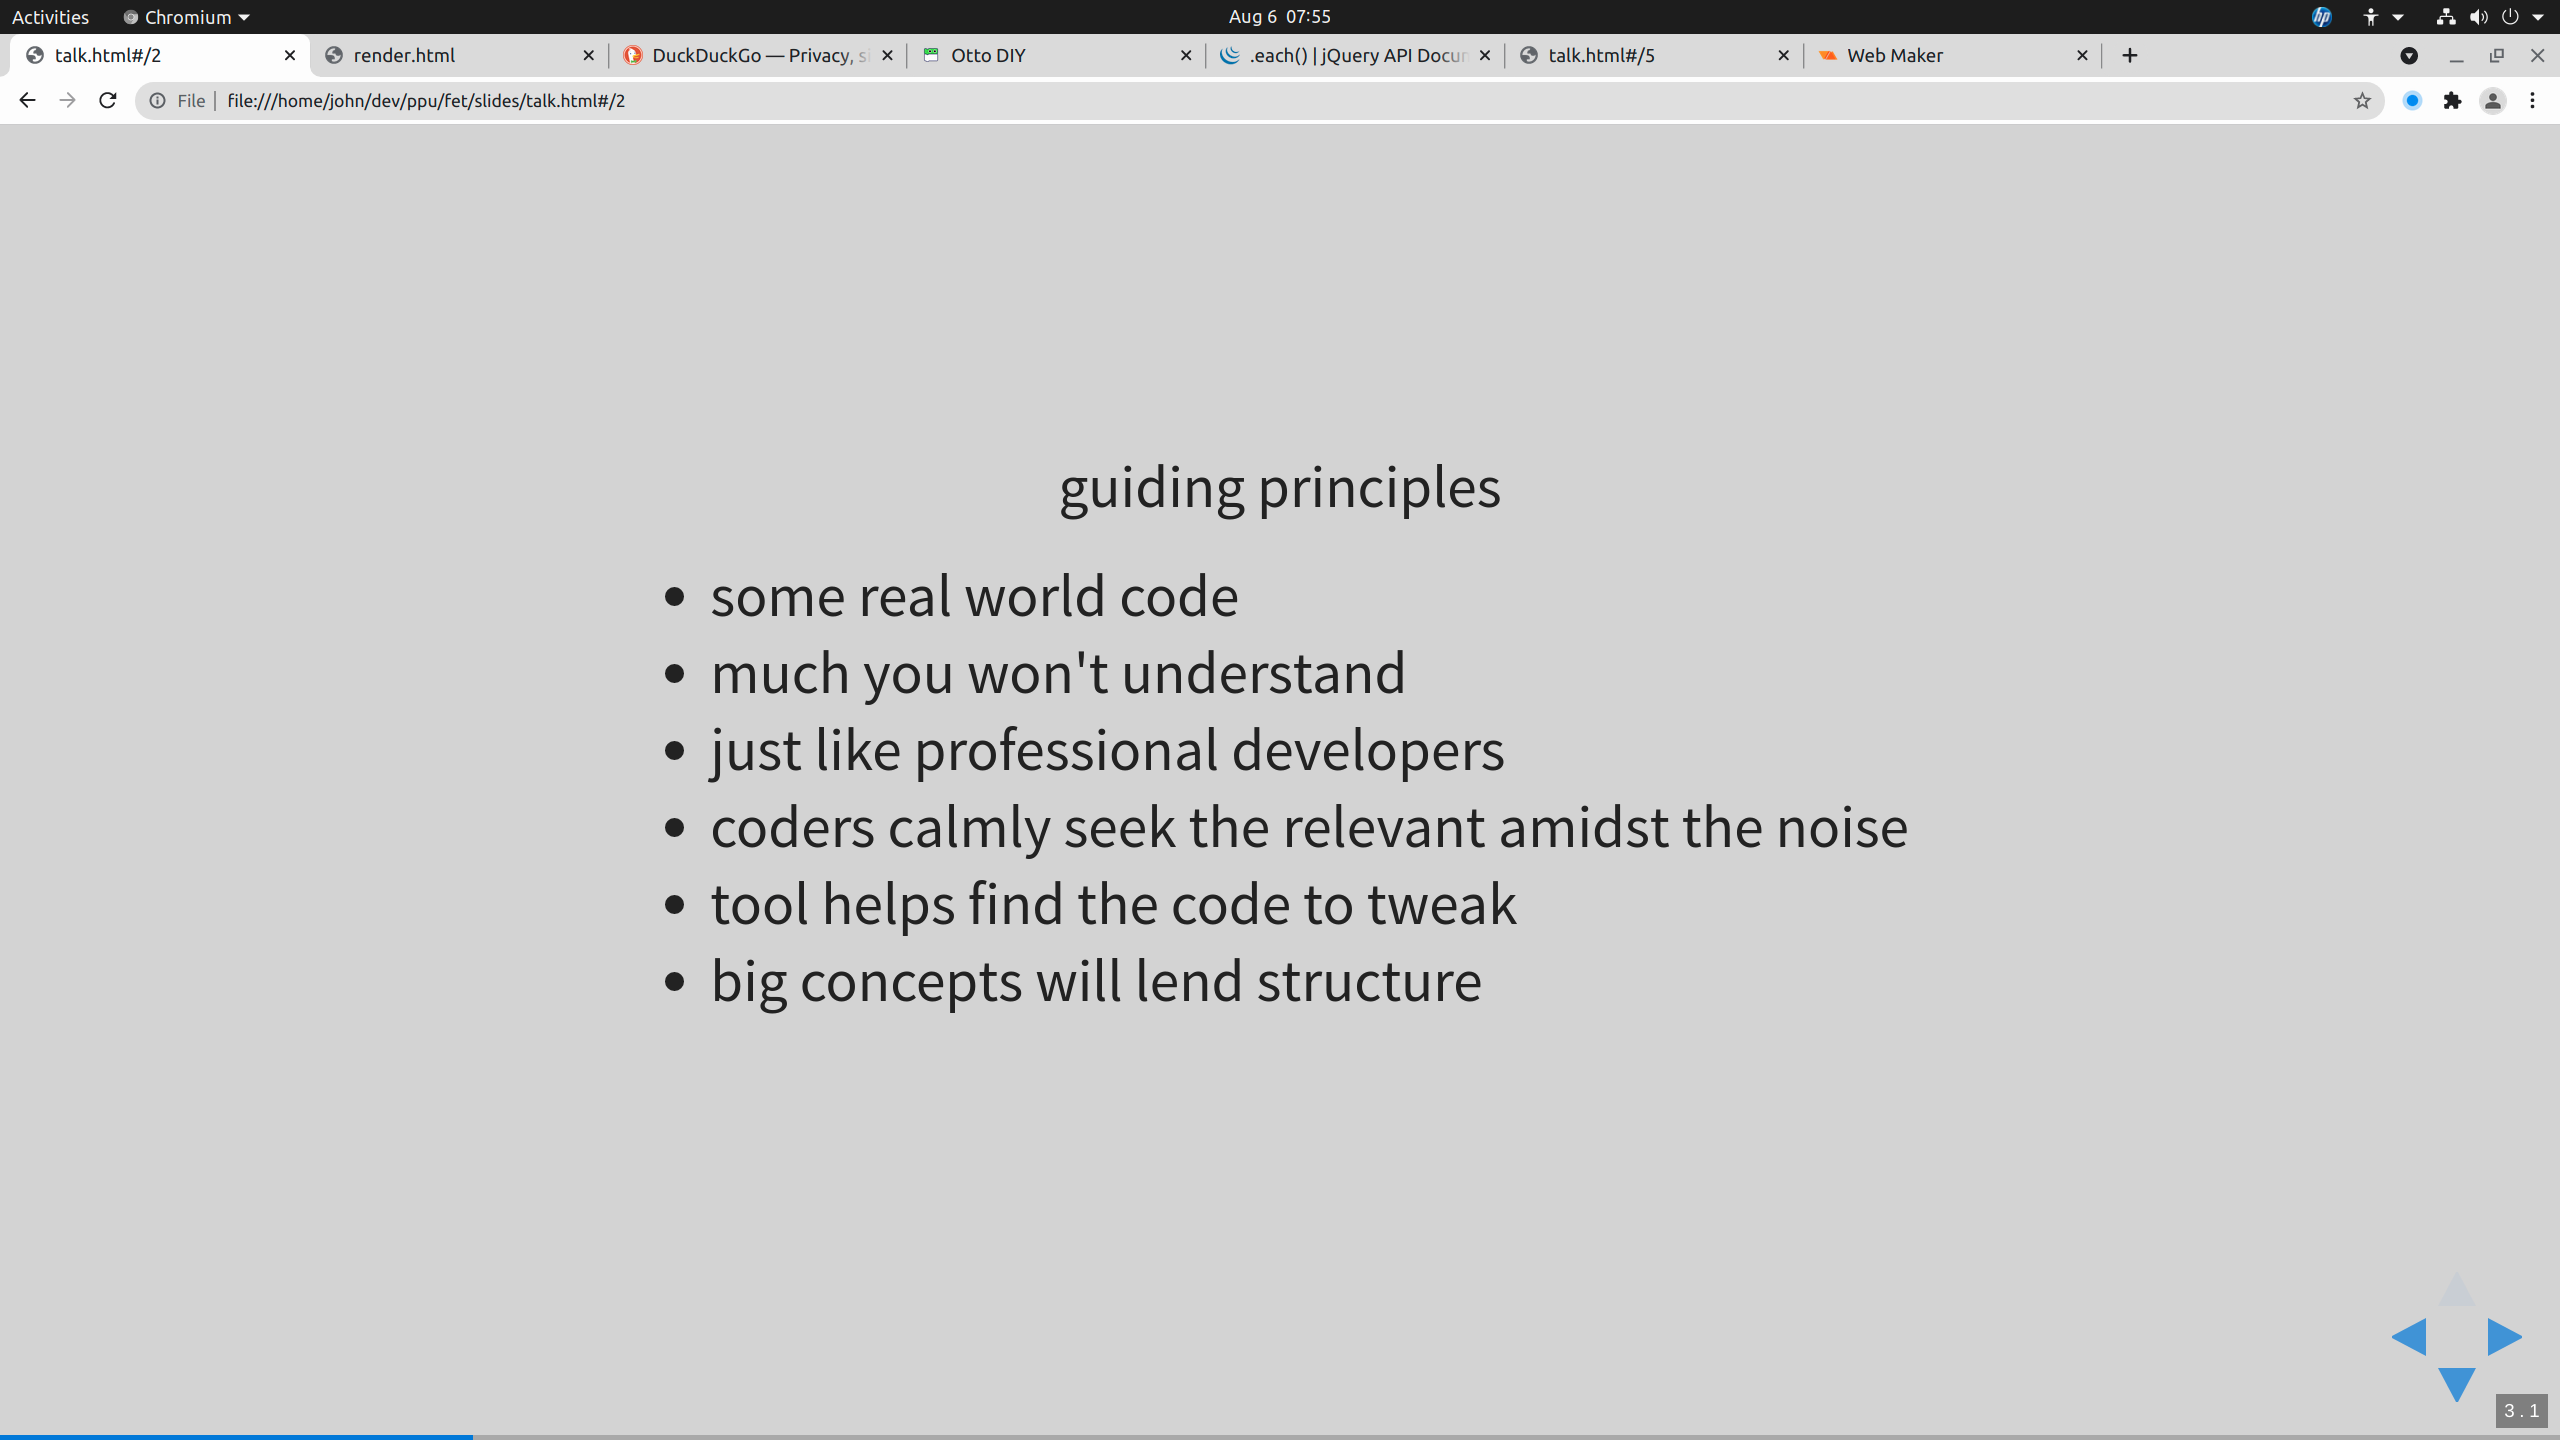 Activities Chromium Aug 6 07:55
talk.html#/2 render.html DuckDuckGo — Privacy, si Otto DIY .each() | jQuery API Docum talk.html#/5 Web Maker
File file:///home/john/dev/ppu/fet/slides/talk.html#/2
guiding principles
some real world code
much you won't understand
just like professional developers
coders calmly seek the relevant amidst the noise
tool helps find the code to tweak
big concepts will lend structure
3.1